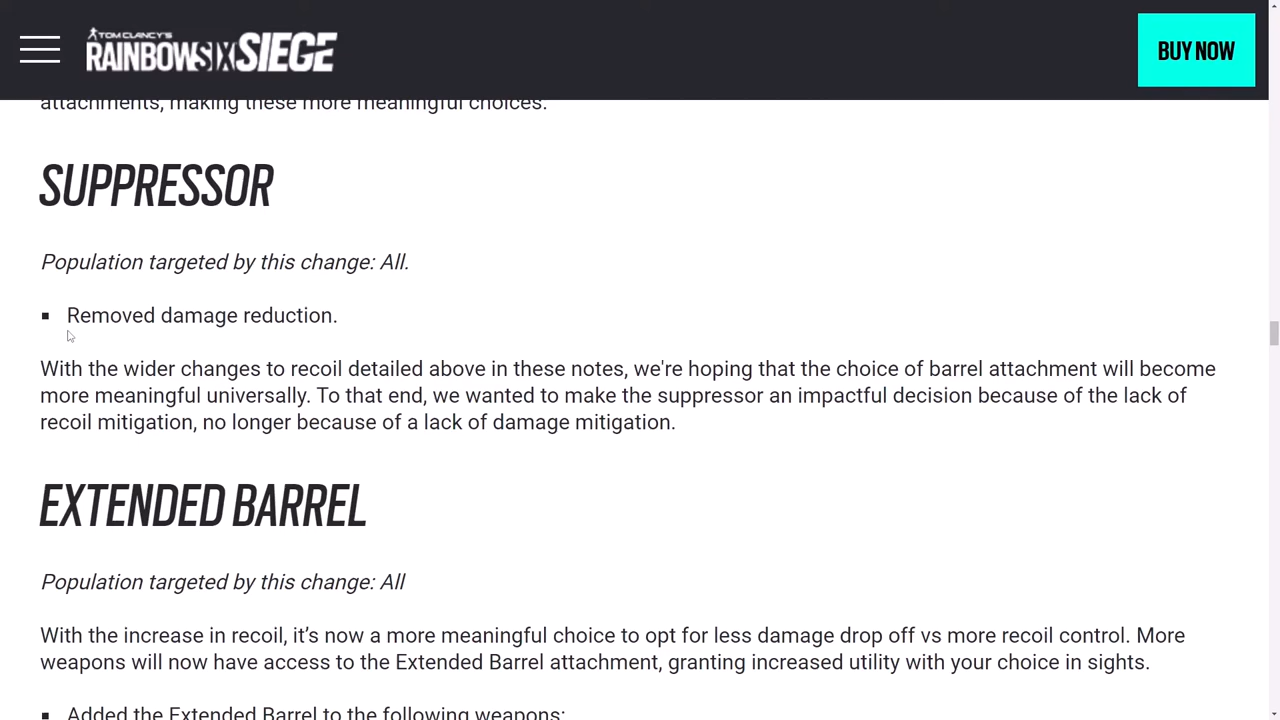 TOM CLANCY'S
RAINBOWSIX SIEGE
BUY NOW
attachments, making these more meaningful choices.
SUPPRESSOR
Population targeted by this change: All.
▪ Removed damage reduction.
With the wider changes to recoil detailed above in these notes, we're hoping that the choice of barrel attachment will become
more meaningful universally. To that end, we wanted to make the suppressor an impactful decision because of the lack of
recoil mitigation, no longer because of a lack of damage mitigation.
EXTENDED BARREL
Population targeted by this change: All
With the increase in recoil, it’s now a more meaningful choice to opt for less damage drop off vs more recoil control. More
weapons will now have access to the Extended Barrel attachment, granting increased utility with your choice in sights.
▪ Added the Extended Barrel to the following weapons: